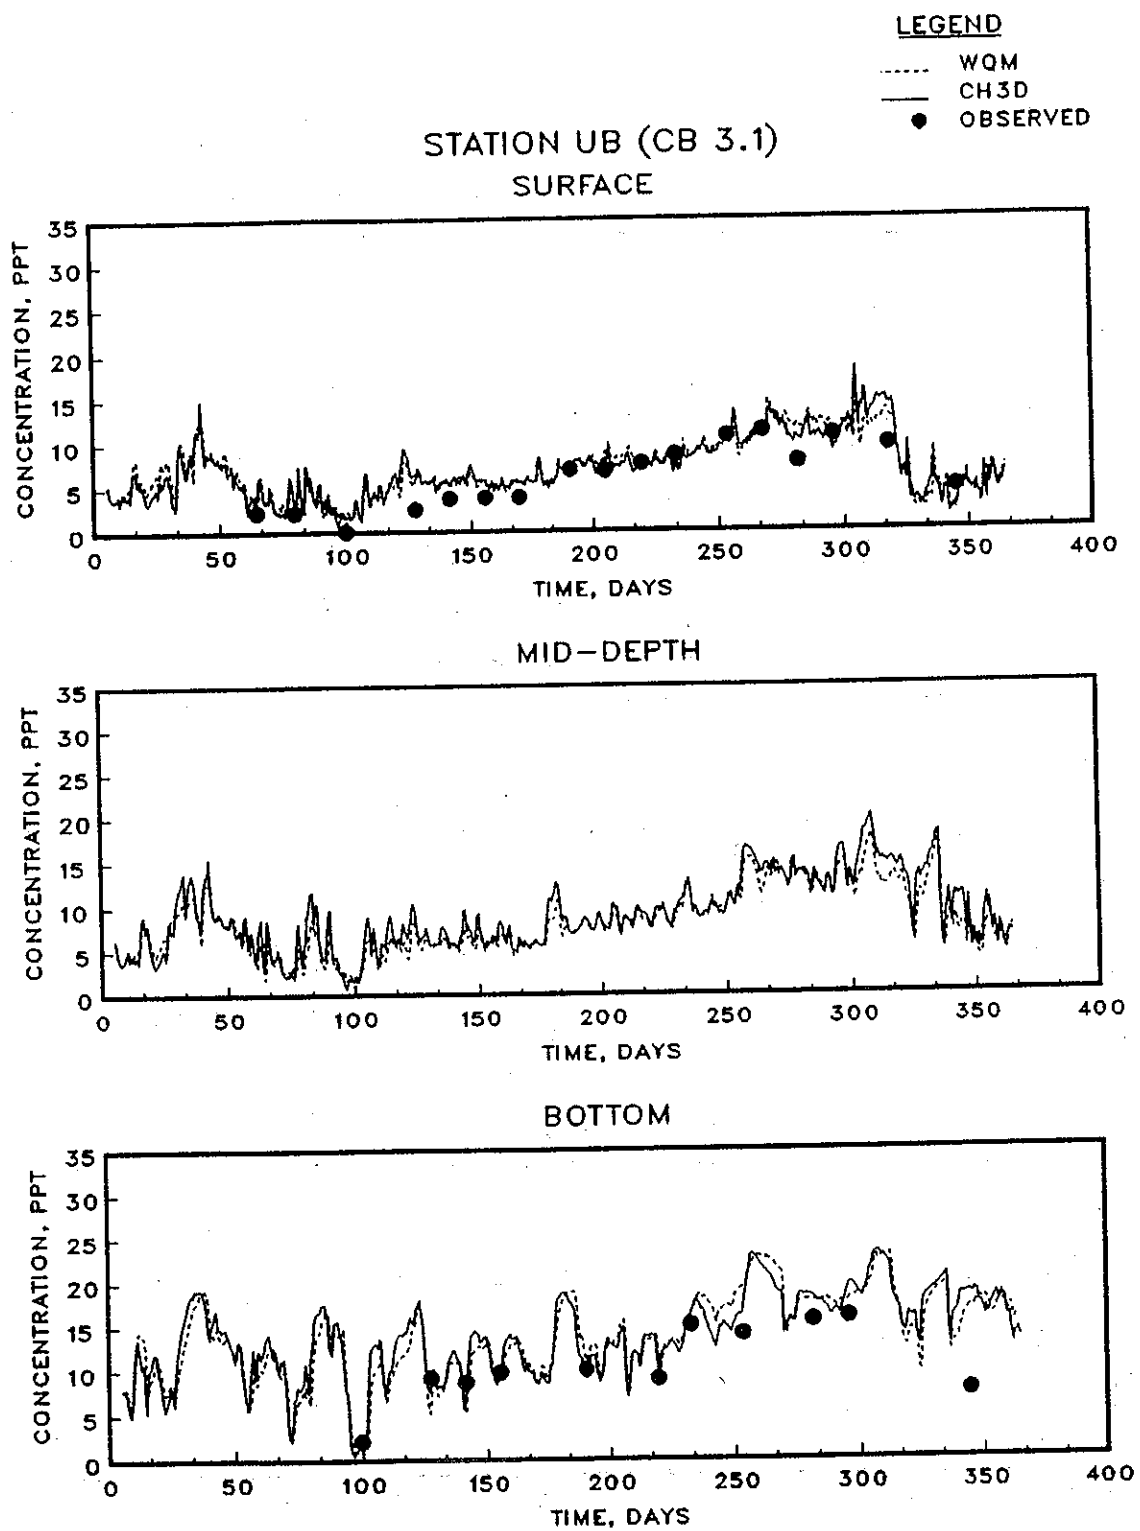 LEGEND
WQM
CH3D
OBSERVED
STATION UB (CB 3.1)
SURFACE
CONCENTRATION, PPT
35
30
25
20
15
10
5
0
0 50 100 150 200 250 300 350 400
TIME, DAYS
MID-DEPTH
CONCENTRATION, PPT
35
30
25
20
15
10
5
0
0 50 100 150 200 250 300 350 400
TIME, DAYS
BOTTOM
CONCENTRATION, PPT
35
30
25
20
15
10
5
0
0 50 100 150 200 250 300 350 400
TIME, DAYS